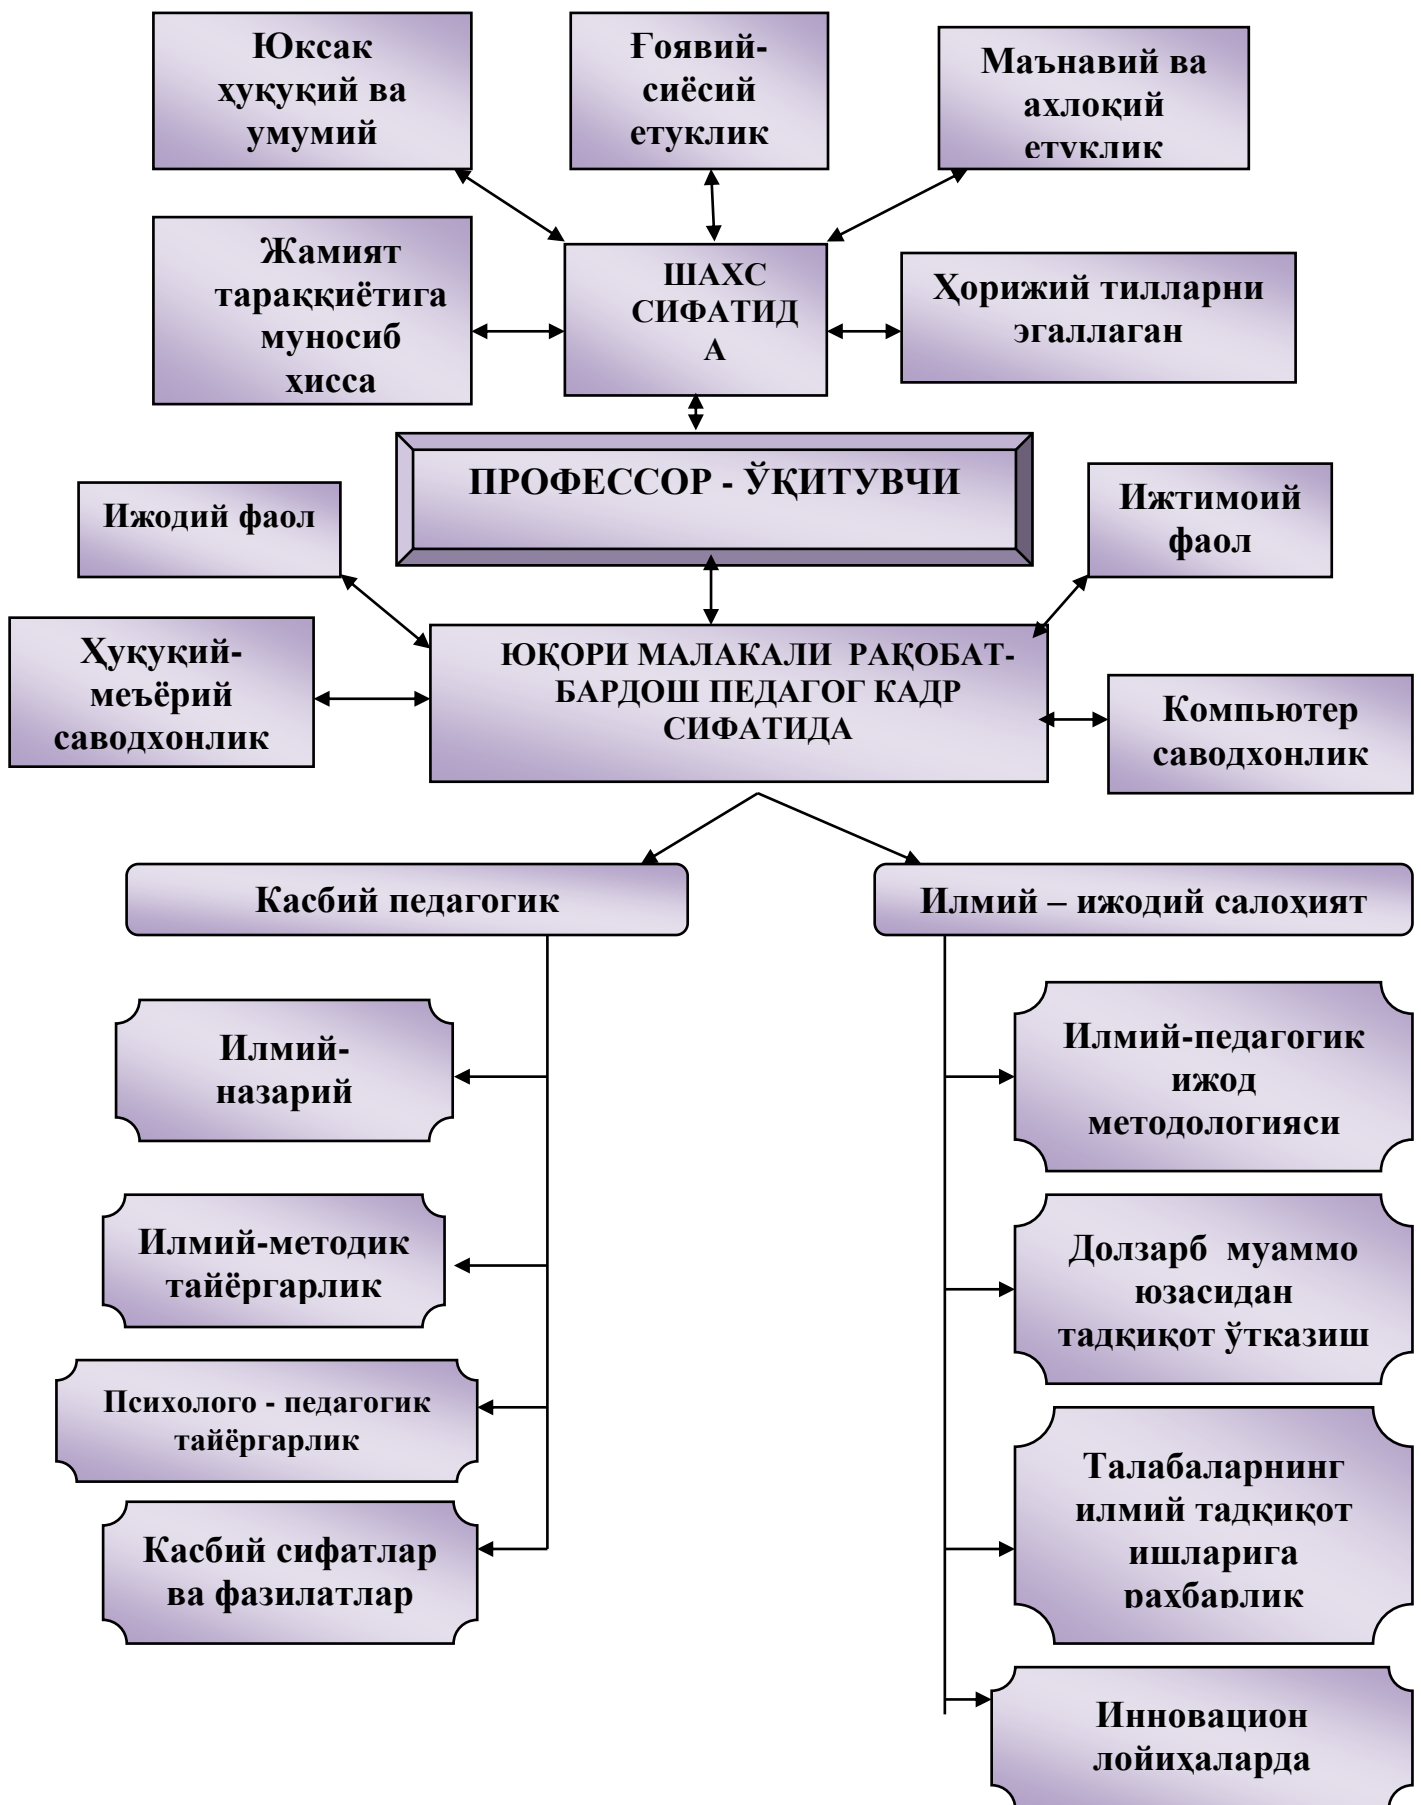 Юксак
ҳуқуқий ва
умумий
Ғоявий-
сиёсий
етуклик
Маънавий ва
ахлоқий
етуклик
Жамият
тараққиётига
муносиб
ҳисса
ШАХС
СИФАТИД
А
Ҳорижий тилларни
эгаллаган
ПРОФЕССОР - ЎҚИТУВЧИ
Ижодий фаол
Ижтимоий
фаол
Ҳуқуқий-
меъёрий
саводхонлик
ЮҚОРИ МАЛАКАЛИ РАҚОБАТ-
БАРДОШ ПЕДАГОГ КАДР
СИФАТИДА
Компьютер
саводхонлик
Касбий педагогик
Илмий – ижодий салоҳият
Илмий-
назарий
Илмий-методик
тайёргарлик
Психолого - педагогик
тайёргарлик
Касбий сифатлар
ва фазилатлар
Илмий-педагогик
ижод
методологияси
Долзарб муаммо
юзасидан
тадқиқот ўтказиш
Талабаларнинг
илмий тадқиқот
ишларига
раҳбарлик
Инновацион
лойиҳаларда